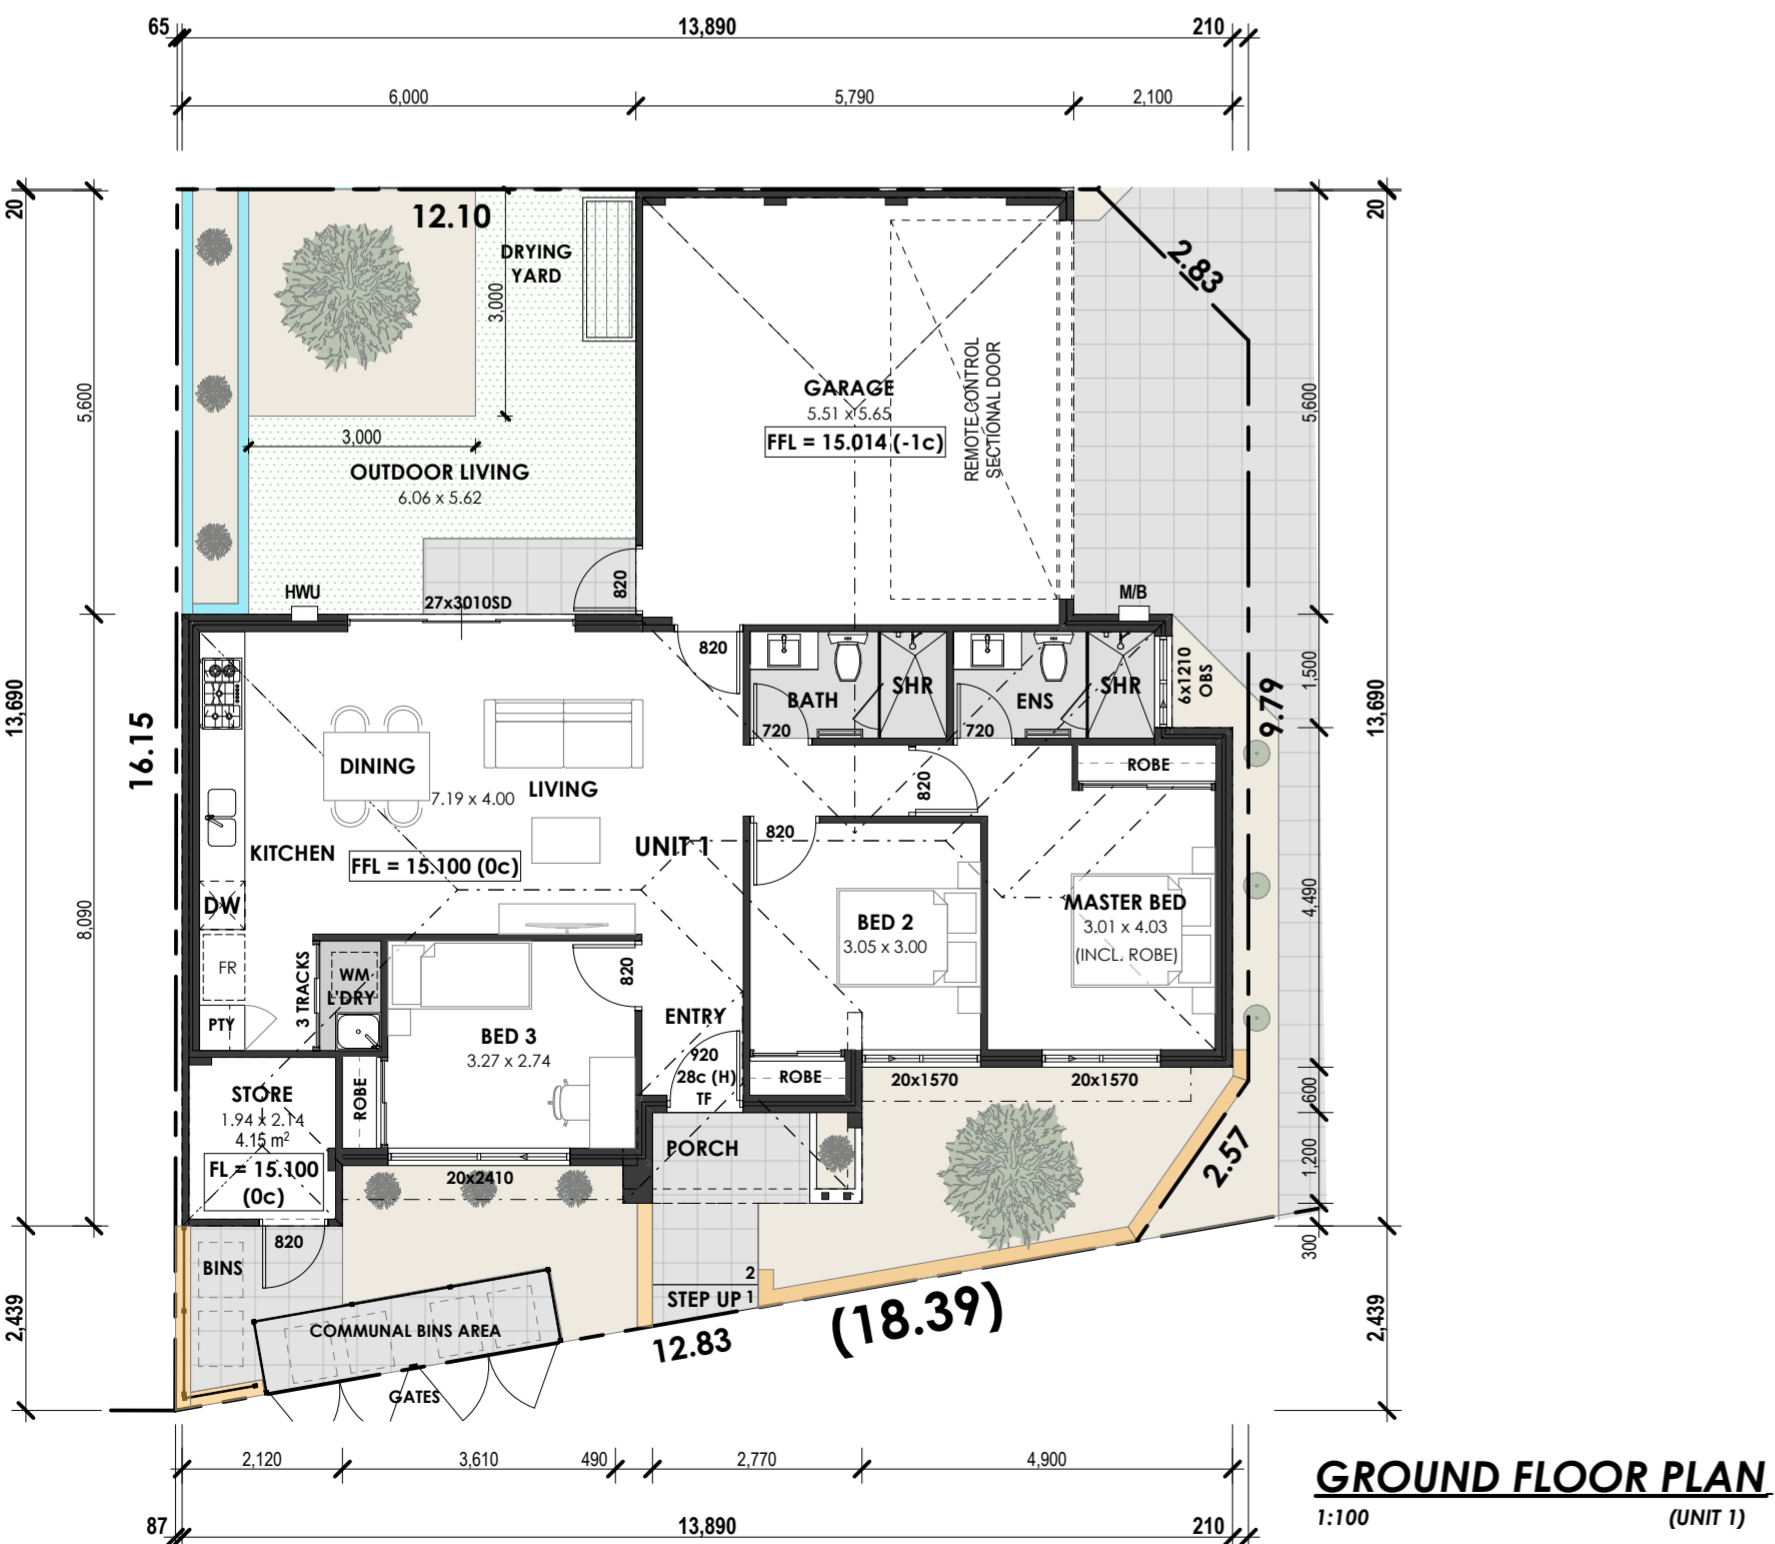 65
13,890
210
6,000
5,790
2,100
20
20
12.10
DRYING
YARD
3,000
2.83
REMOTE CONTROL
SECTIONAL DOOR
GARAGE
5.51 x 5.65
FFL = 15.014 (-1c)
5,600
5,600
3,000
OUTDOOR LIVING
6.06 x 5.62
820
HWU
27x3010SD
M/B
820
BATH
SHR
ENS
SHR
6x1210
OBS
1,500
720
720
9.79
13,690
13,690
16.15
DINING
7.19 x 4.00
LIVING
820
ROBE
820
KITCHEN
FFL = 15.100 (0c)
UNIT 1
DW
8,090
4,490
MASTER BED
3.01 x 4.03
(INCL. ROBE)
BED 2
3.05 x 3.00
FR
3 TRACKS
WM
L'DRY
820
PTY
ENTRY
BED 3
3.27 x 2.74
920
28c (H)
TF
ROBE
20x1570
20x1570
STORE
1.94 x 2.14
4.15 m²
ROBE
600
FL = 15.100
(0c)
PORCH
1,200
2.57
20x2410
820
BINS
300
2
STEP UP 1
2,439
2,439
COMMUNAL BINS AREA
(18.39)
12.83
GATES
2,120
3,610
490
2,770
4,900
87
13,890
210
GROUND FLOOR PLAN
1:100
(UNIT 1)